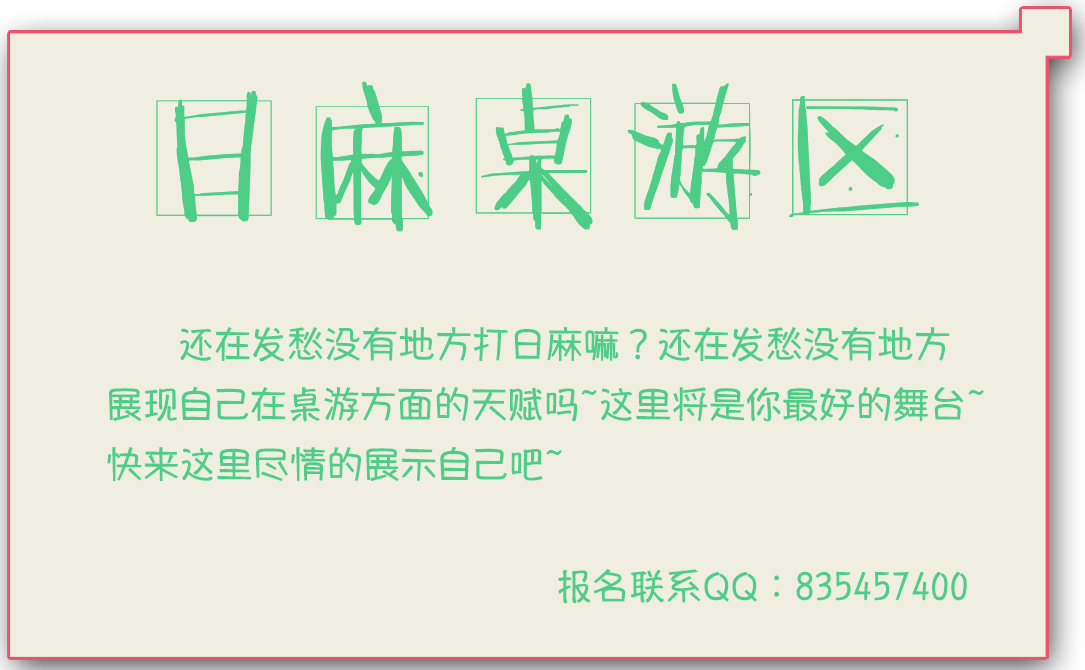 日麻桌游区
还在发愁没有地方打日麻嘛？还在发愁没有地方
展现自己在桌游方面的天赋吗~这里将是你最好的舞台~
快来这里尽情的展示自己吧~
报名联系QQ：835457400